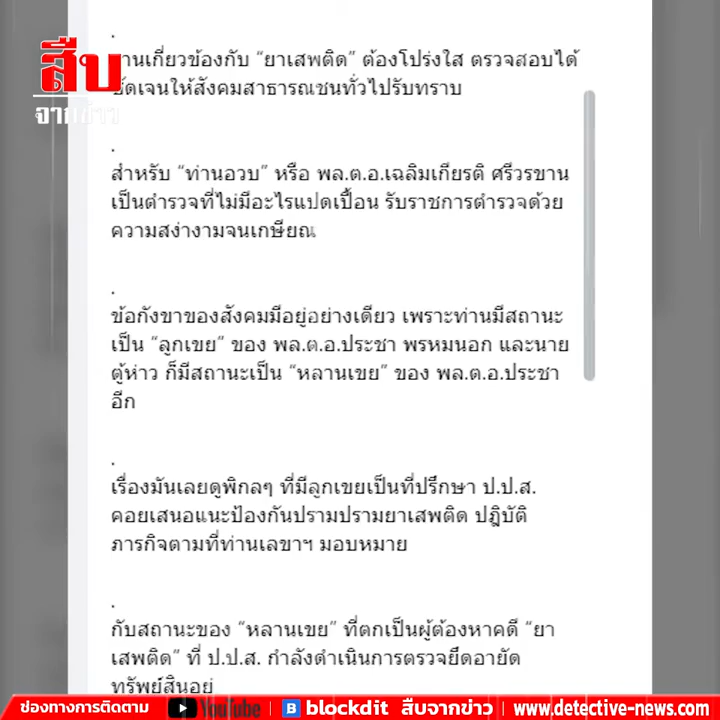 สืบ
จากข่าว
.
งานเกี่ยวข้องกับ “ยาเสพติด” ต้องโปร่งใส ตรวจสอบได้
ชัดเจนให้สังคมสาธารณชนทั่วไปรับทราบ
.
สำหรับ “ท่านอวบ” หรือ พล.ต.อ.เฉลิมเกียรติ ศรีวรขาน
เป็นตำรวจที่ไม่มีอะไรแปดเปื้อน รับราชการตำรวจด้วย
ความสง่างามจนเกษียณ
.
ข้อกังขาของสังคมมีอยู่อย่างเดียว เพราะท่านมีสถานะ
เป็น “ลูกเขย” ของ พล.ต.อ.ประชา พรหมนอก และนาย
ตู้ห่าว ก็มีสถานะเป็น “หลานเขย” ของ พล.ต.อ.ประชา
อีก
.
เรื่องมันเลยดูพิกลๆ ที่มีลูกเขยเป็นที่ปรึกษา ป.ป.ส.
คอยเสนอแนะป้องกันปรามปรามยาเสพติด ปฎิบัติ
ภารกิจตามที่ท่านเลขาฯ มอบหมาย
.
กับสถานะของ “หลานเขย” ที่ตกเป็นผู้ต้องหาคดี “ยา
เสพติด” ที่ ป.ป.ส. กำลังดำเนินการตรวจยึดอายัด
ทรัพย์สินอยู่
ช่องทางการติดตาม YouTube | B blockdit สืบจากข่าว | www.detective-news.com